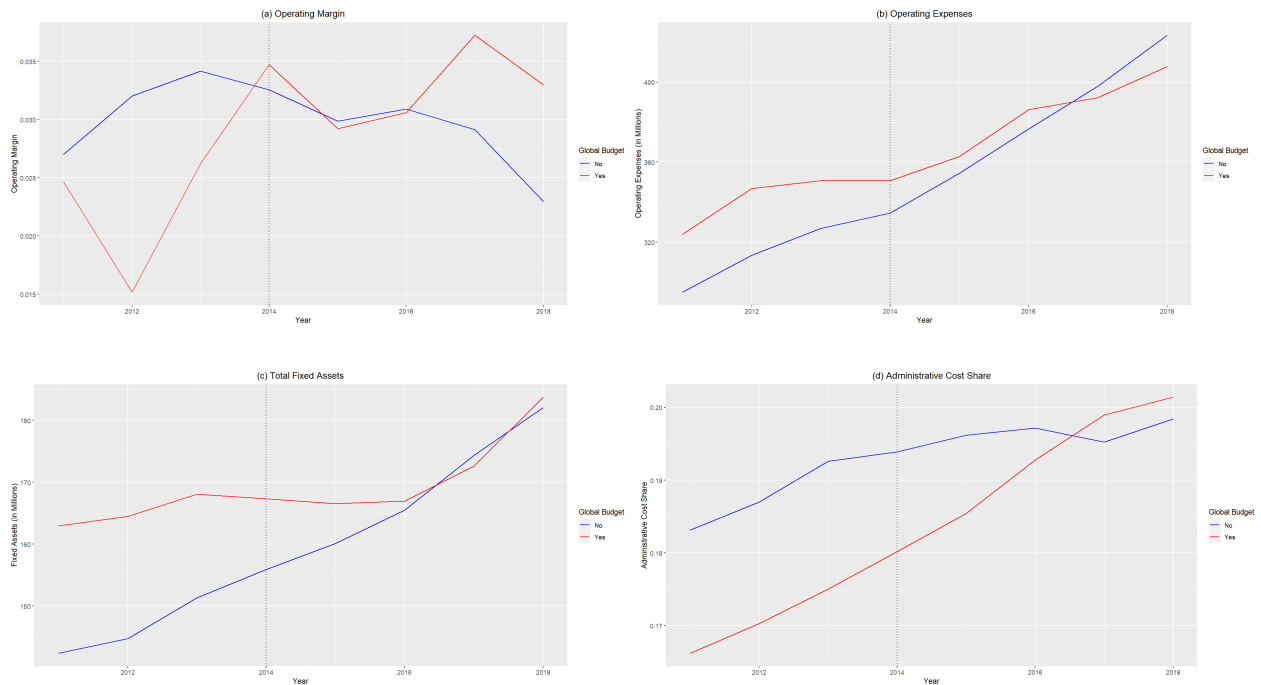 (a) Operating Margin
0.035
0.030
0.025
0.020
0.015
Operating Margin
2012
2014
2016
2018
Year
Global Budget
No
Yes
(b) Operating Expenses
400
360
320
Operating Expenses (in Millions)
2012
2014
2016
2018
Year
Global Budget
No
Yes
(c) Total Fixed Assets
180
170
160
150
Fixed Assets (in Millions)
2012
2014
2016
2018
Year
Global Budget
No
Yes
(d) Administrative Cost Share
0.20
0.19
0.18
0.17
Administrative Cost Share
2012
2014
2016
2018
Year
Global Budget
No
Yes